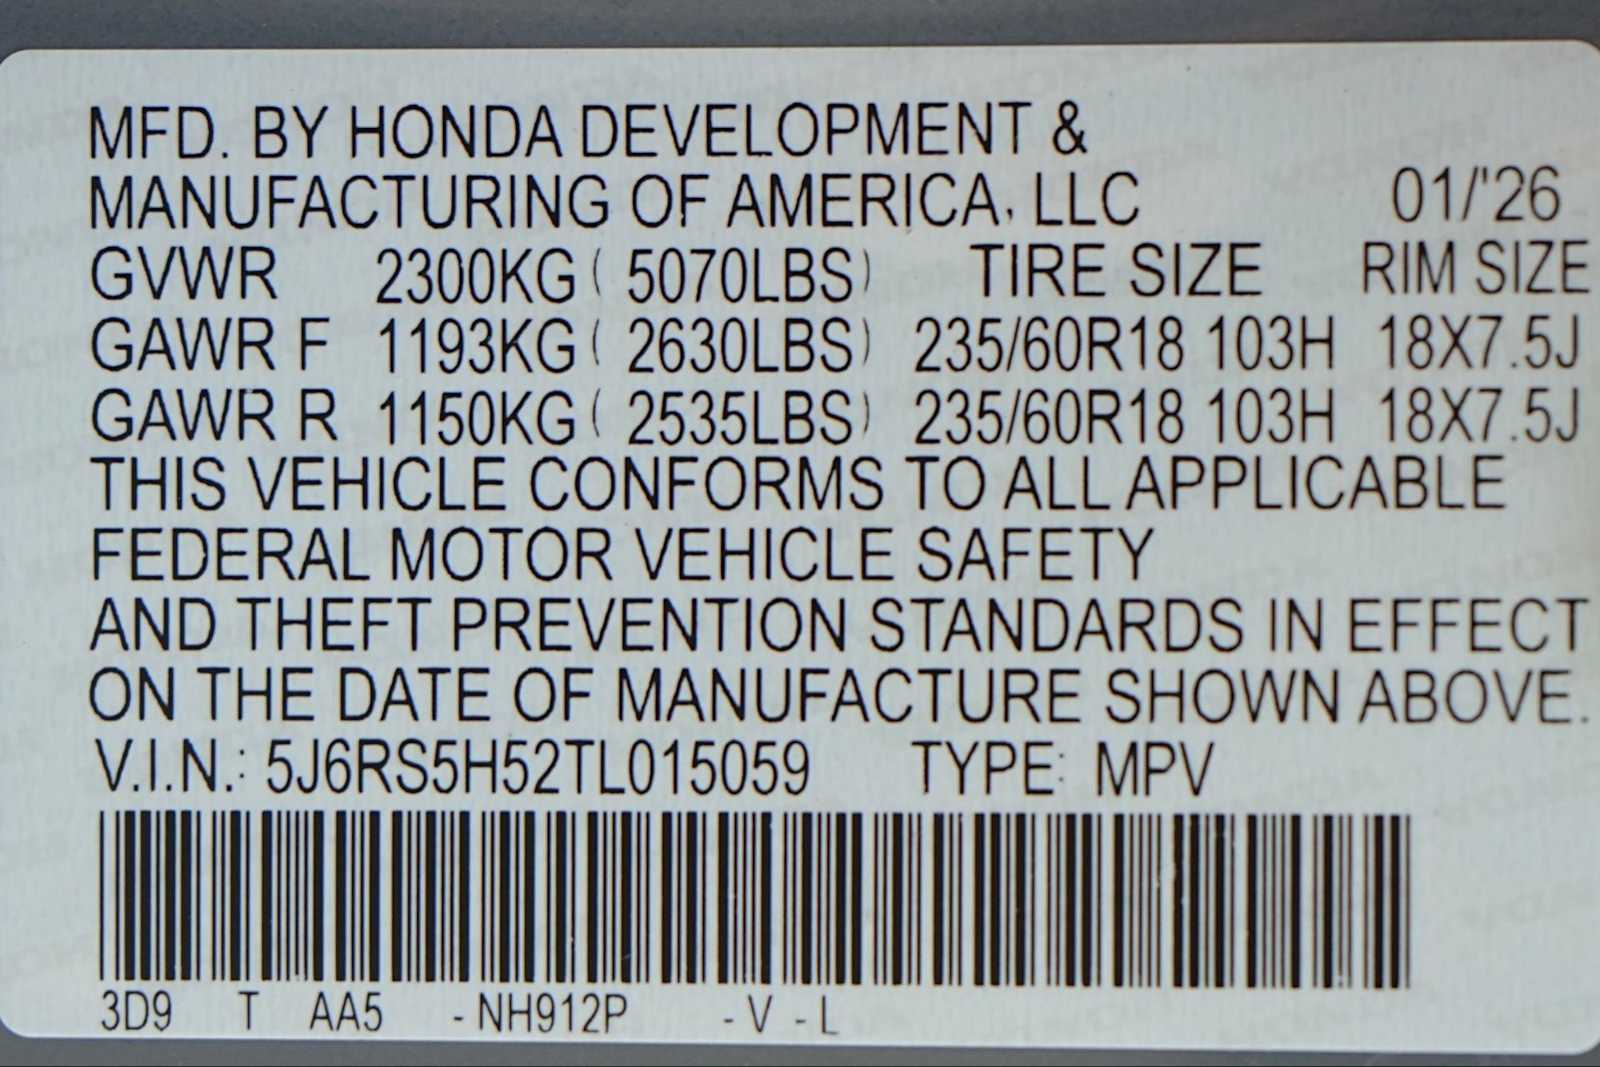 MFD. BY HONDA DEVELOPMENT &
MANUFACTURING OF AMERICA, LLC 01/'26
GVWR 2300KG ( 5070LBS) TIRE SIZE RIM SIZE
GAWR F 1193KG ( 2630LBS) 235/60R18 103H 18X7.5J
GAWR R 1150KG ( 2535LBS) 235/60R18 103H 18X7.5J
THIS VEHICLE CONFORMS TO ALL APPLICABLE
FEDERAL MOTOR VEHICLE SAFETY
AND THEFT PREVENTION STANDARDS IN EFFECT
ON THE DATE OF MANUFACTURE SHOWN ABOVE.
V.I.N.: 5J6RS5H52TL015059 TYPE: MPV
3D9 T AA5 - NH912P - V - L